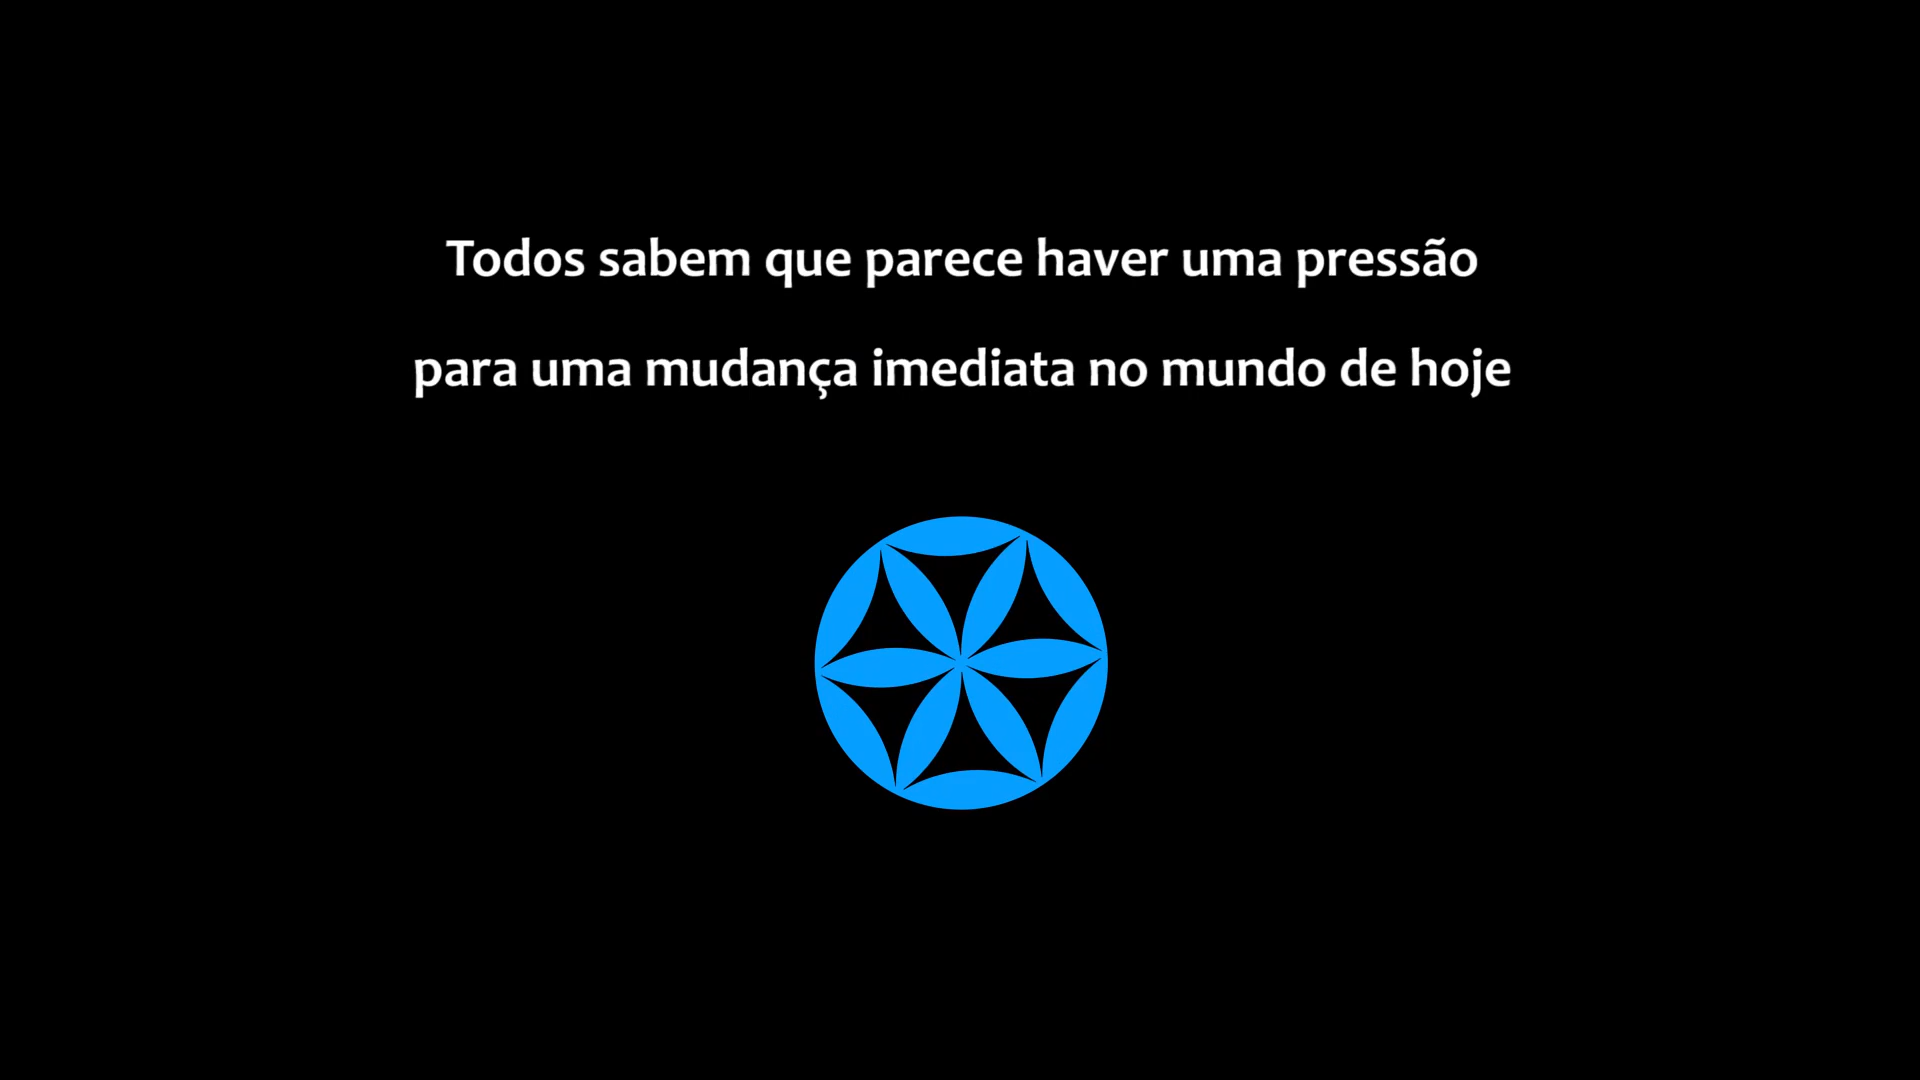 Todos sabem que parece haver uma pressão
para uma mudança imediata no mundo de hoje